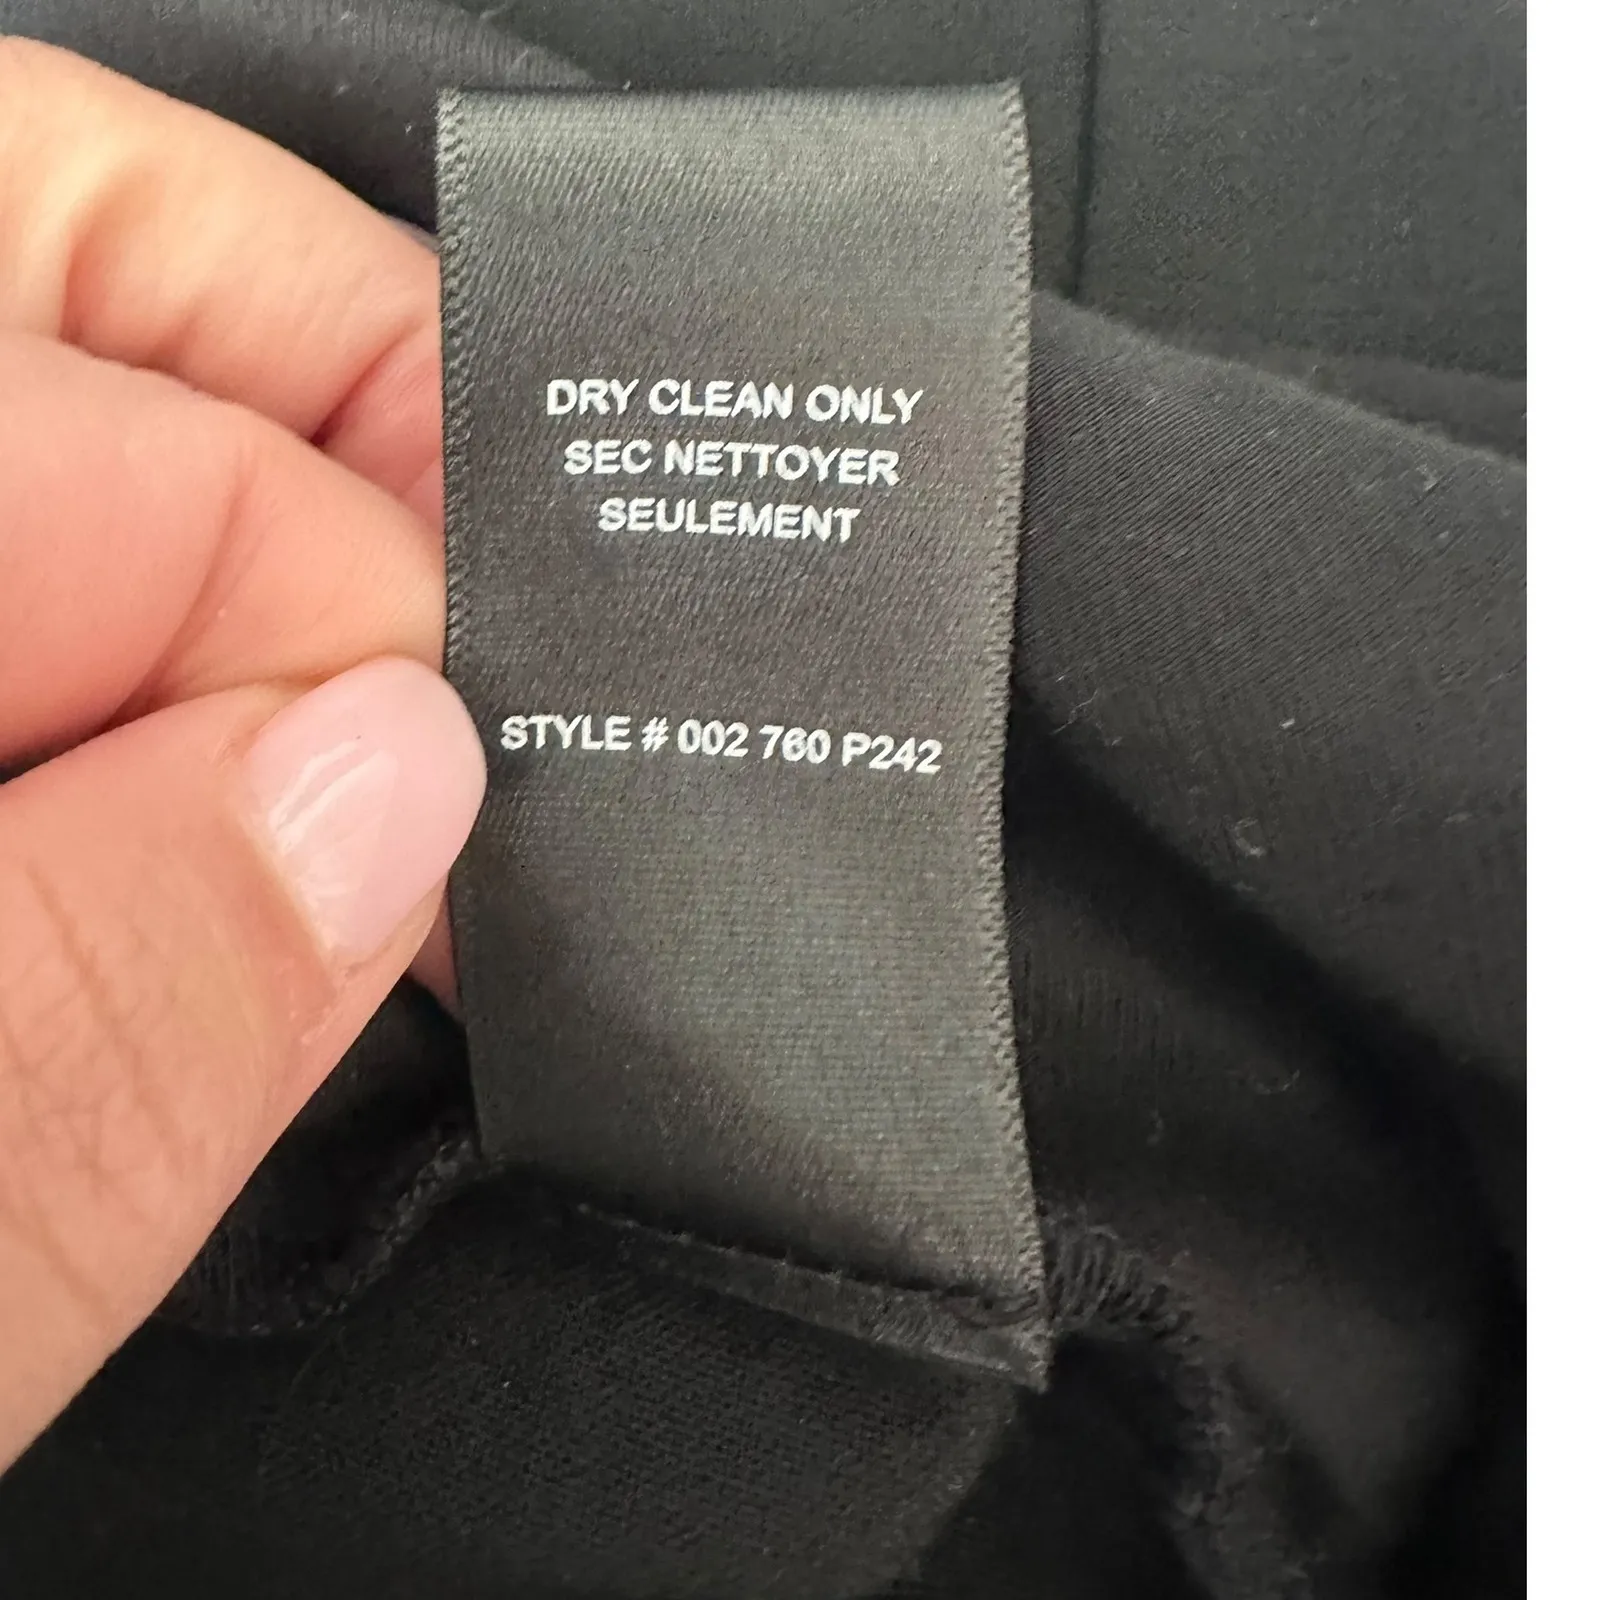 DRY CLEAN ONLY
SEC NETTOYER
SEULEMENT
STYLE # 002 760 P242